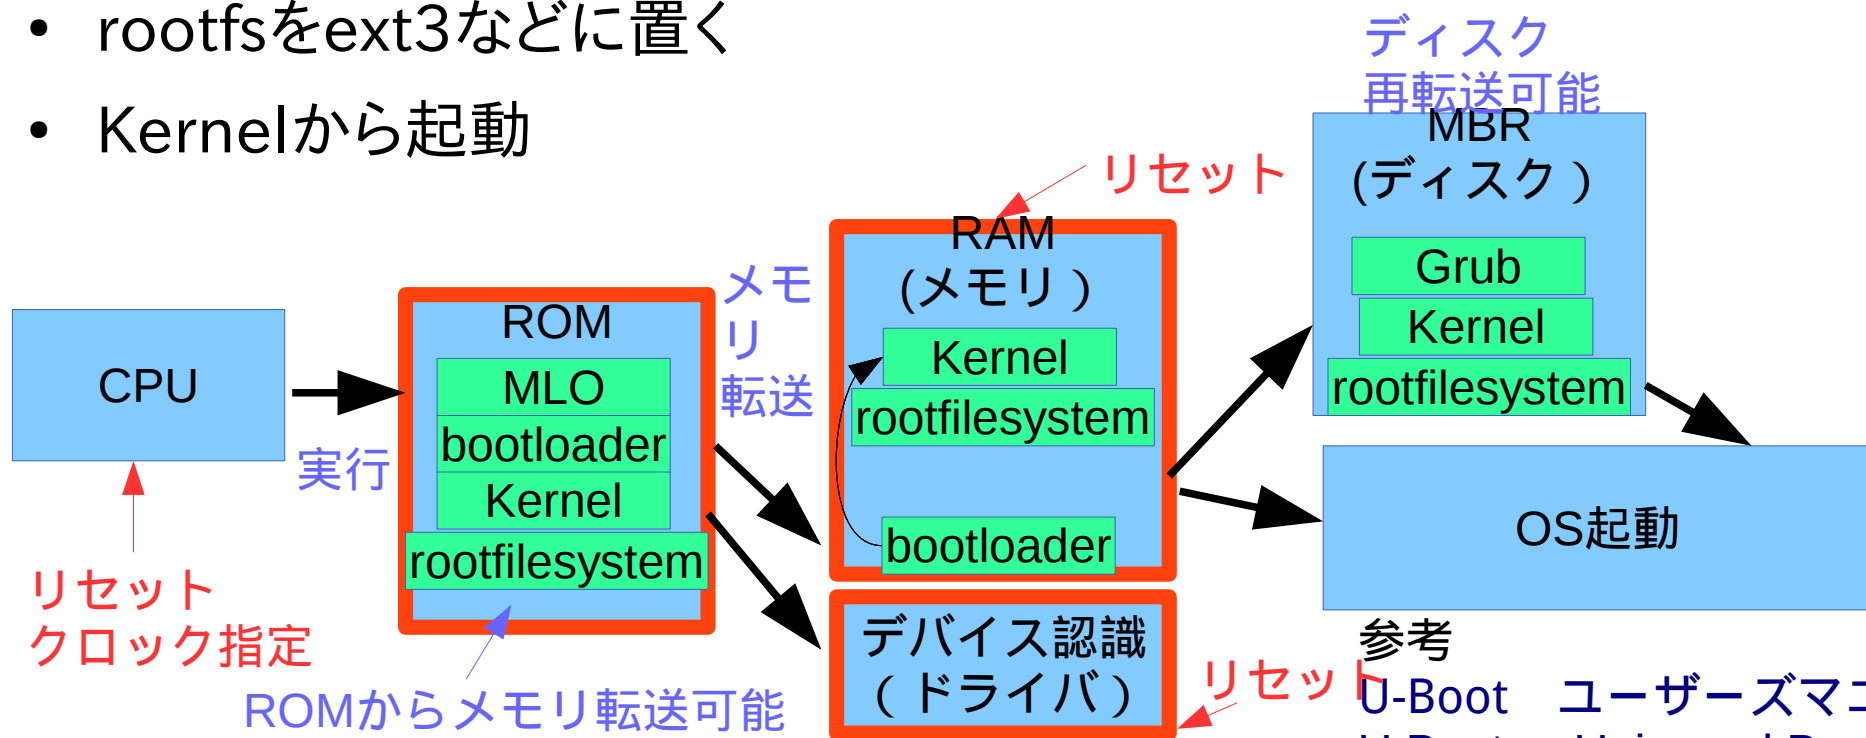 • rootfsをext3などに置く
• Kernelから起動
ディスク
再転送可能
MBR
(ディスク)
Grub
Kernel
rootfilesystem
リセット
RAM
(メモリ)
Kernel
rootfilesystem
bootloader
メモ
リ
転送
ROM
MLO
bootloader
Kernel
rootfilesystem
CPU
実行
リセット
クロック指定
ROMからメモリ転送可能
デバイス認識
(ドライバ)
リセット
OS起動
参考
U-Boot ユーザーズマニ